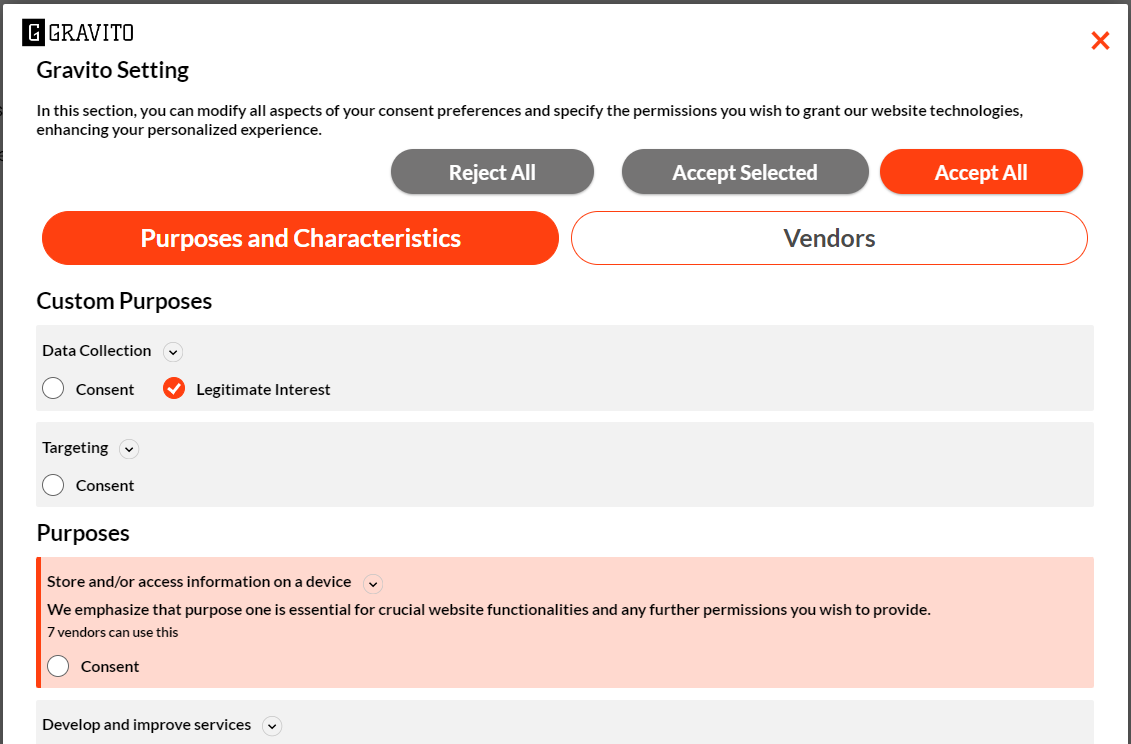 G GRAVITO
Gravito Setting
In this section, you can modify all aspects of your consent preferences and specify the permissions you wish to grant our website technologies,
enhancing your personalized experience.
Reject All
Accept Selected
Accept All
Purposes and Characteristics
Vendors
Custom Purposes
Data Collection
Consent
Legitimate Interest
Targeting
Consent
Purposes
Store and/or access information on a device
We emphasize that purpose one is essential for crucial website functionalities and any further permissions you wish to provide.
7 vendors can use this
Consent
Develop and improve services